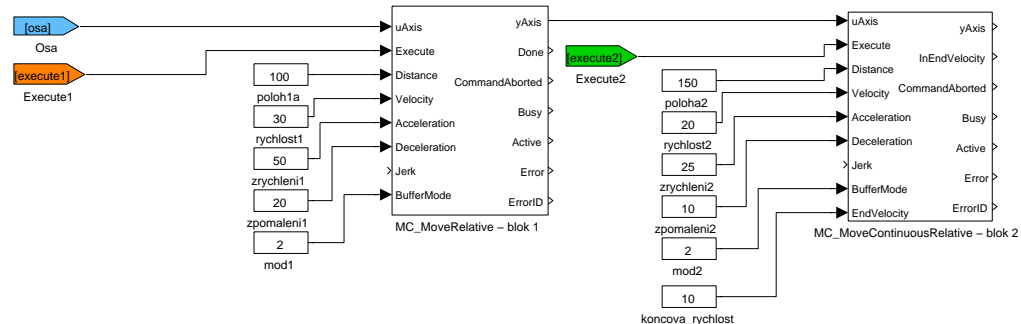 [osa]
Osa
[execute1]
Execute1
100
poloh1a
30
rychlost1
50
zrychleni1
20
zpomaleni1
2
mod1
uAxis
Execute
Distance
Velocity
Acceleration
Deceleration
Jerk
BufferMode
yAxis
Done
CommandAborted
Busy
Active
Error
ErrorID
MC_MoveRelative – blok 1
[execute2]
Execute2
150
poloha2
20
rychlost2
25
zrychleni2
10
zpomaleni2
2
mod2
10
koncova_rychlost
uAxis
Execute
Distance
Velocity
Acceleration
Deceleration
Jerk
BufferMode
EndVelocity
yAxis
InEndVelocity
CommandAborted
Busy
Active
Error
ErrorID
MC_MoveContinuousRelative – blok 2